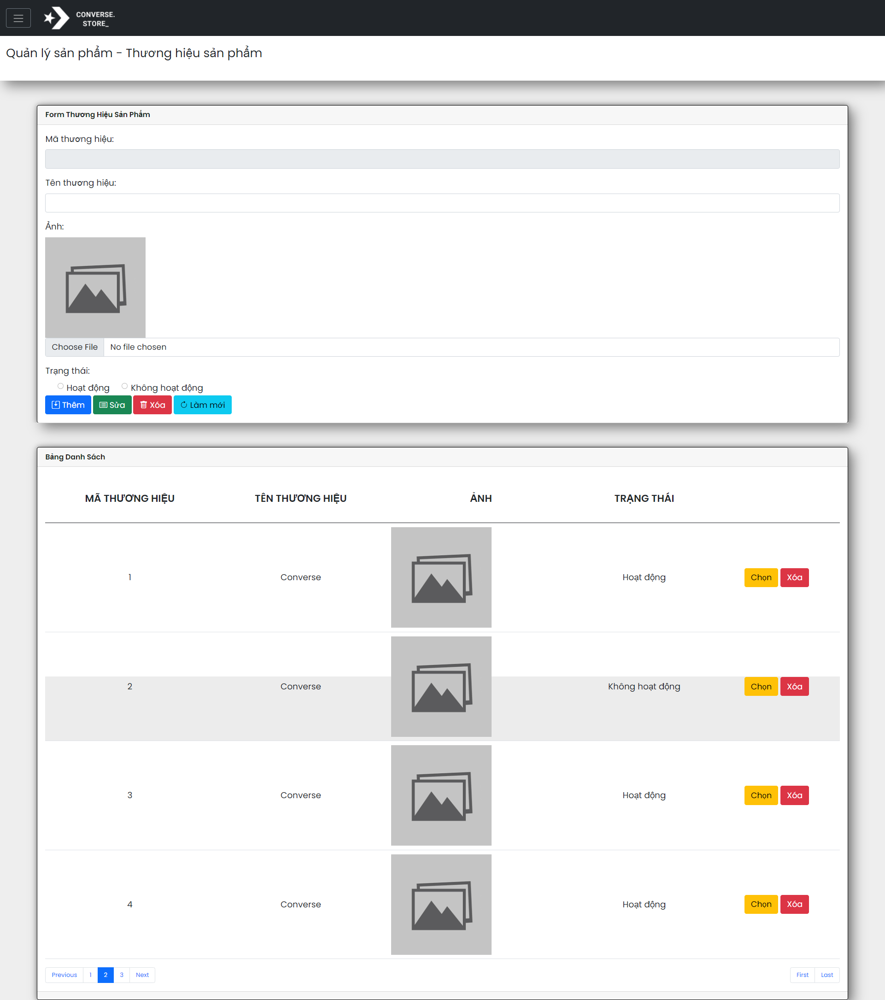 CONVERSE.
STORE_
Quản lý sản phẩm - Thương hiệu sản phẩm
Form Thương Hiệu Sản Phẩm
Mã thương hiệu:
Tên thương hiệu:
Ảnh:
Choose File No file chosen
Trạng thái:
Hoạt động Không hoạt động
Thêm Sửa Xóa Làm mới
Bảng Danh Sách
MÃ THƯƠNG HIỆU TÊN THƯƠNG HIỆU ẢNH TRẠNG THÁI
1 Converse Hoạt động Chọn Xóa
2 Converse Không hoạt động Chọn Xóa
3 Converse Hoạt động Chọn Xóa
4 Converse Hoạt động Chọn Xóa
Previous 1 2 3 Next First Last